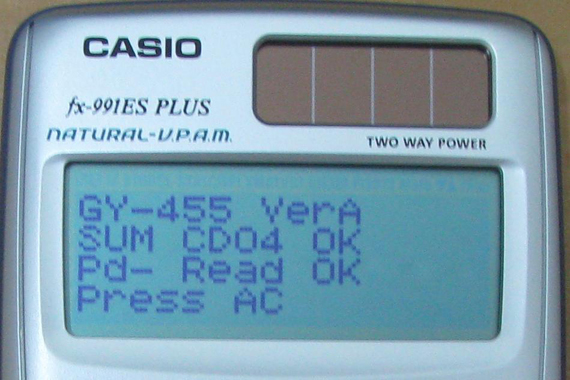 CASIO
fx-991ES PLUS
NATURAL-V.P.A.M.
TWO WAY POWER
GY-455 VerA
SUM CD04 OK
Pd- Read OK
Press AC